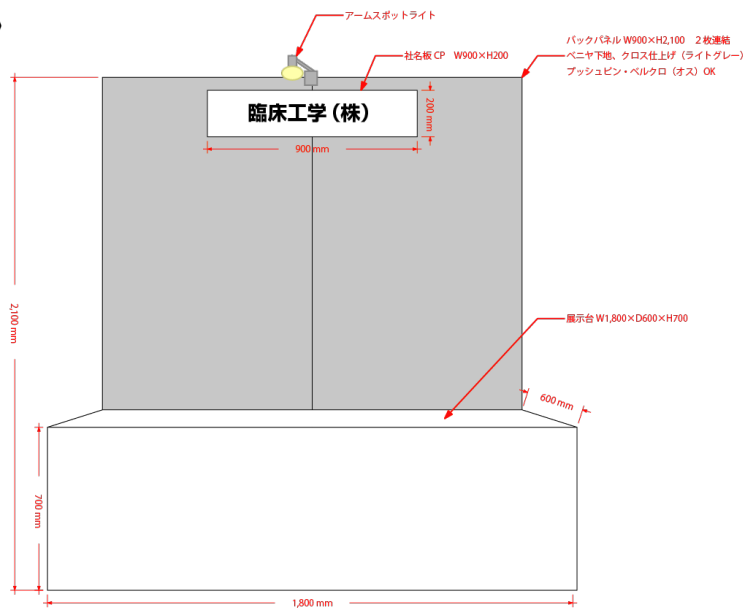 アームスポットライト
社名板 CP　W900×H200
バックパネル W900×H2,100　2 枚連結
ベニヤ下地、クロス仕上げ（ライトグレー）
プッシュピン・ベルクロ（オス）OK
臨床工学（株）
200 mm
900 mm
2,100 mm
展示台 W1,800×D600×H700
600 mm
700 mm
1,800 mm